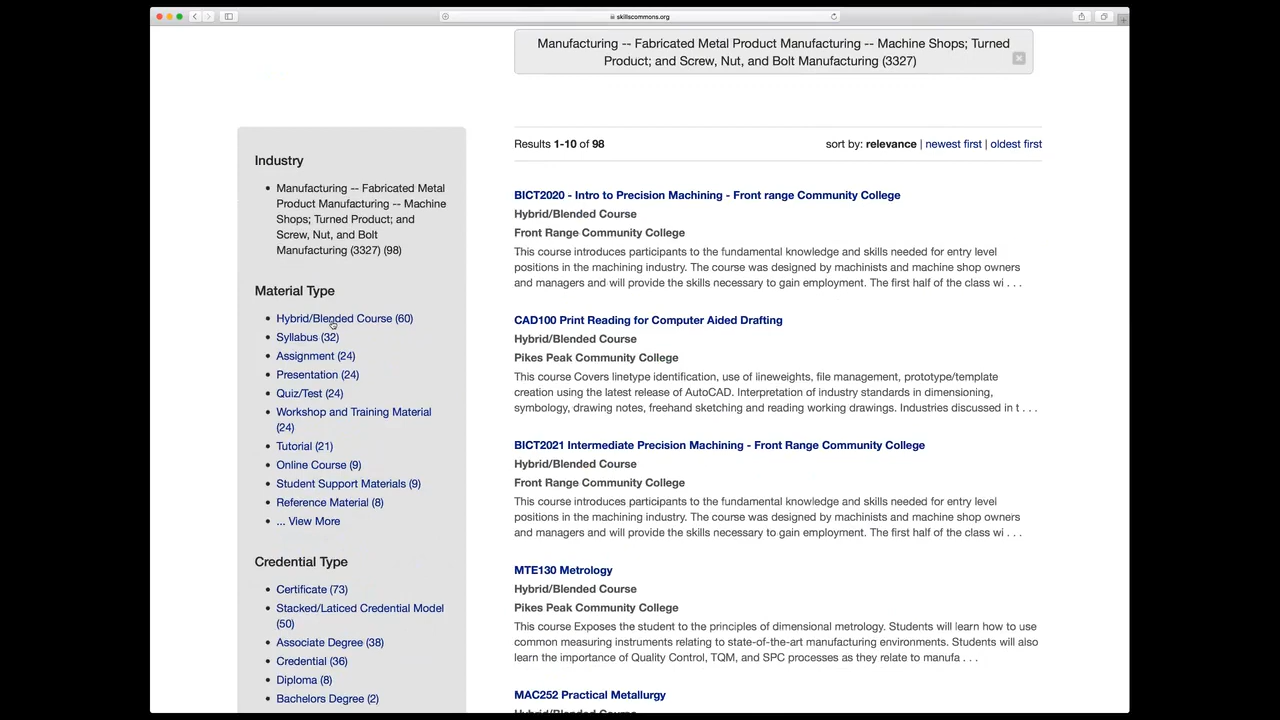 skillscommons.org
Manufacturing -- Fabricated Metal Product Manufacturing -- Machine Shops; Turned
Product; and Screw, Nut, and Bolt Manufacturing (3327)
Industry
Manufacturing -- Fabricated Metal
Product Manufacturing -- Machine
Shops; Turned Product; and
Screw, Nut, and Bolt
Manufacturing (3327) (98)
Material Type
Hybrid/Blended Course (60)
Syllabus (32)
Assignment (24)
Presentation (24)
Quiz/Test (24)
Workshop and Training Material
(24)
Tutorial (21)
Online Course (9)
Student Support Materials (9)
Reference Material (8)
... View More
Credential Type
Certificate (73)
Stacked/Laticed Credential Model
(50)
Associate Degree (38)
Credential (36)
Diploma (8)
Bachelors Degree (2)
Results 1-10 of 98
sort by: relevance | newest first | oldest first
BICT2020 - Intro to Precision Machining - Front range Community College
Hybrid/Blended Course
Front Range Community College
This course introduces participants to the fundamental knowledge and skills needed for entry level
positions in the machining industry. The course was designed by machinists and machine shop owners
and managers and will provide the skills necessary to gain employment. The first half of the class wi . . .
CAD100 Print Reading for Computer Aided Drafting
Hybrid/Blended Course
Pikes Peak Community College
This course Covers linetype identification, use of lineweights, file management, prototype/template
creation using the latest release of AutoCAD. Interpretation of industry standards in dimensioning,
symbology, drawing notes, freehand sketching and reading working drawings. Industries discussed in t . . .
BICT2021 Intermediate Precision Machining - Front Range Community College
Hybrid/Blended Course
Front Range Community College
This course introduces participants to the fundamental knowledge and skills needed for entry level
positions in the machining industry. The course was designed by machinists and machine shop owners
and managers and will provide the skills necessary to gain employment. The first half of the class wi . . .
MTE130 Metrology
Hybrid/Blended Course
Pikes Peak Community College
This course Exposes the student to the principles of dimensional metrology. Students will learn how to use
common measuring instruments relating to state-of-the-art manufacturing environments. Students will also
learn the importance of Quality Control, TQM, and SPC processes as they relate to manufa . . .
MAC252 Practical Metallurgy
Hybrid/Blended Course